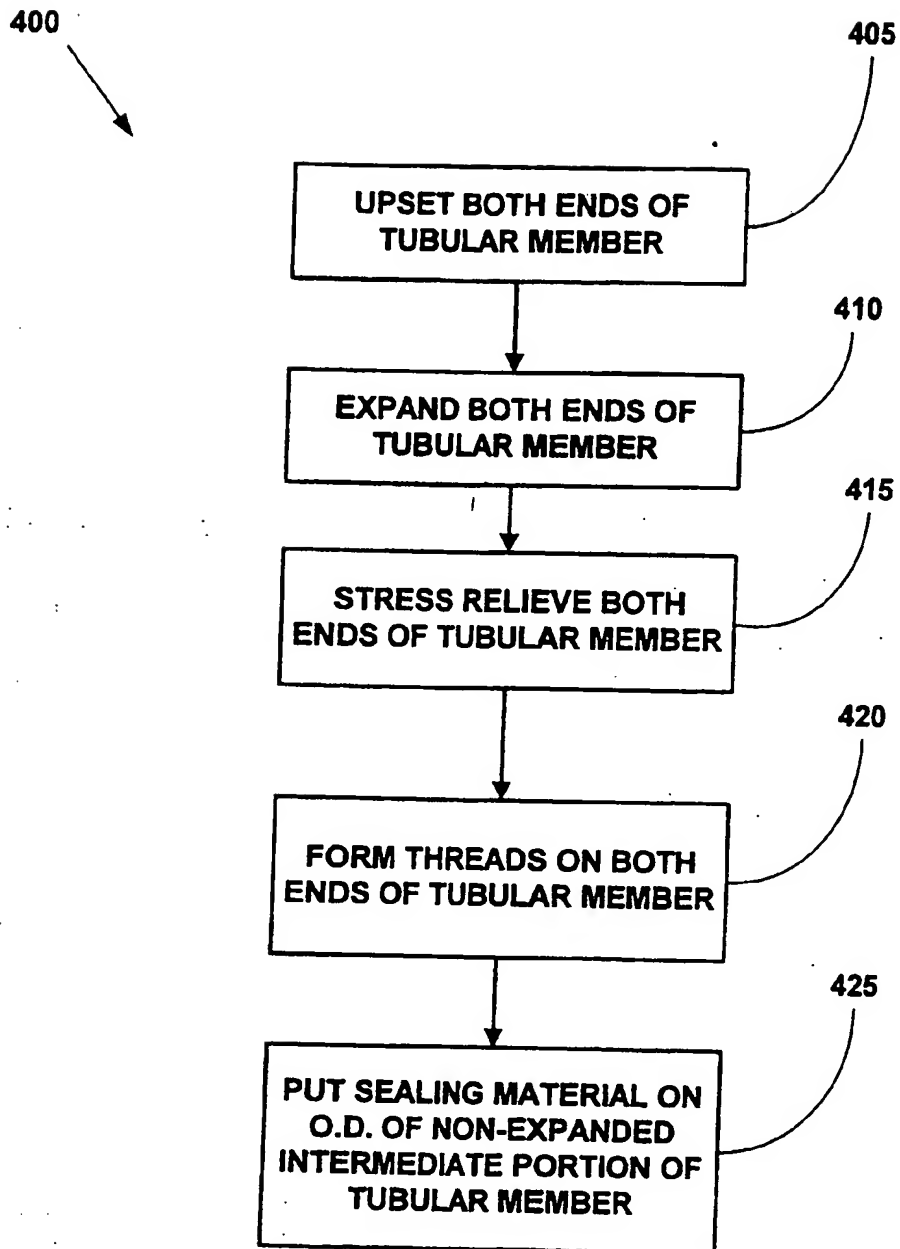 400
405
UPSET BOTH ENDS OF
TUBULAR MEMBER
410
EXPAND BOTH ENDS OF
TUBULAR MEMBER
415
STRESS RELIEVE BOTH
ENDS OF TUBULAR MEMBER
420
FORM THREADS ON BOTH
ENDS OF TUBULAR MEMBER
425
PUT SEALING MATERIAL ON
O.D. OF NON-EXPANDED
INTERMEDIATE PORTION OF
TUBULAR MEMBER